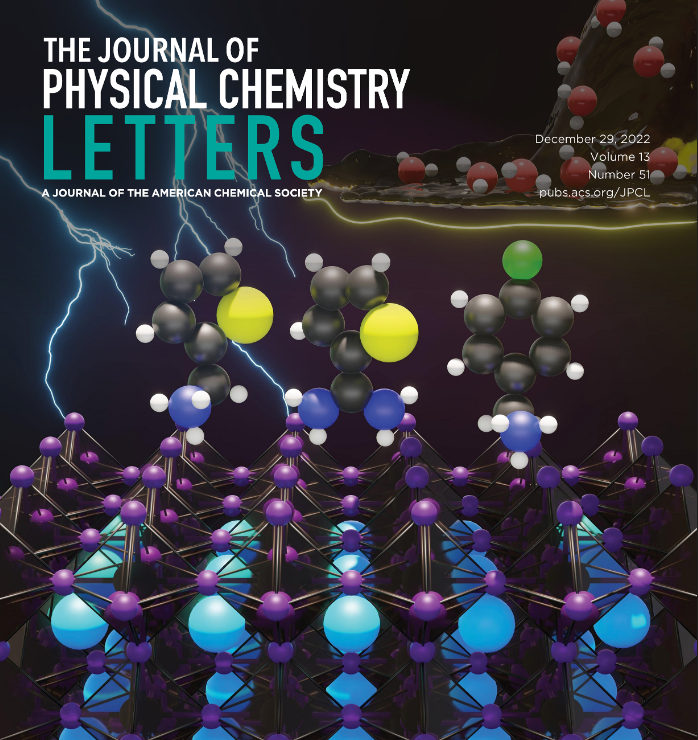 THE JOURNAL OF
PHYSICAL CHEMISTRY
LETTERS
A JOURNAL OF THE AMERICAN CHEMICAL SOCIETY
December 29, 2022
Volume 13
Number 51
pubs.acs.org/JPCL